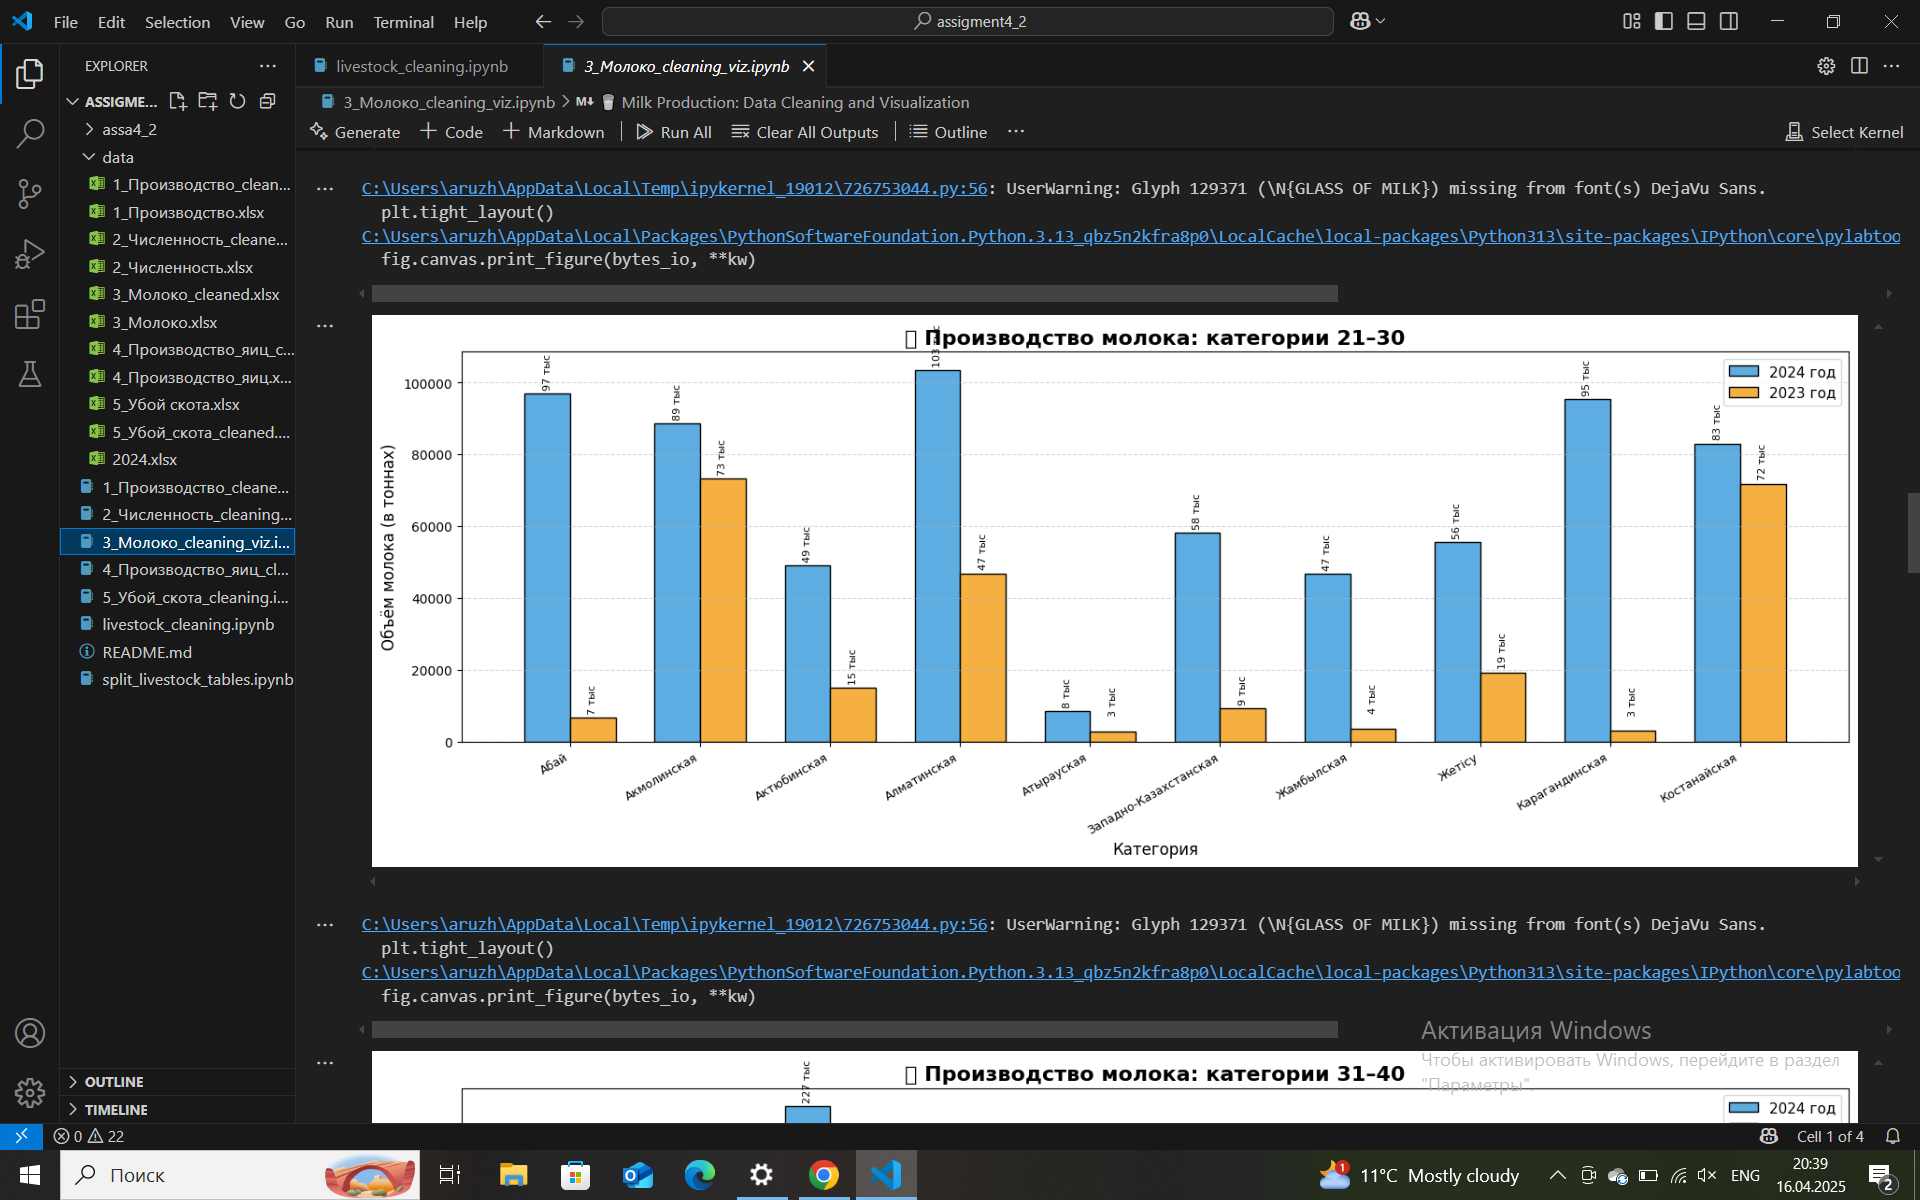 File Edit Selection View Go Run Terminal Help
assigment4_2
EXPLORER
livestock_cleaning.ipynb
3_Молоко_cleaning_viz.ipynb
ASSIGME...
3_Молоко_cleaning_viz.ipynb > M↓ Milk Production: Data Cleaning and Visualization
Generate Code Markdown Run All Clear All Outputs Outline ...
Select Kernel
assa4_2
data
1_Производство_clean...
1_Производство.xlsx
2_Численность_cleane...
2_Численность.xlsx
3_Молоко_cleaned.xlsx
3_Молоко.xlsx
4_Производство_яиц_c...
4_Производство_яиц.x...
5_Убой скота.xlsx
5_Убой_скота_cleaned....
2024.xlsx
1_Производство_cleane...
2_Численность_cleaning...
3_Молоко_cleaning_viz.i...
4_Производство_яиц_cl...
5_Убой_скота_cleaning.i...
livestock_cleaning.ipynb
README.md
split_livestock_tables.ipynb
OUTLINE
TIMELINE
C:\Users\aruzh\AppData\Local\Temp\ipykernel_19012\726753044.py:56: UserWarning: Glyph 129371 (\N{GLASS OF MILK}) missing from font(s) DejaVu Sans.
plt.tight_layout()
C:\Users\aruzh\AppData\Local\Packages\PythonSoftwareFoundation.Python.3.13_qbz5n2kfra8p0\LocalCache\local-packages\Python313\site-packages\IPython\core\pylabtoo
fig.canvas.print_figure(bytes_io, **kw)
Производство молока: категории 21–30
2024 год
2023 год
Объём молока (в тоннах)
100000
80000
60000
40000
20000
0
97 тыс
7 тыс
89 тыс
73 тыс
49 тыс
15 тыс
103 тыс
47 тыс
8 тыс
3 тыс
58 тыс
9 тыс
47 тыс
4 тыс
56 тыс
19 тыс
95 тыс
3 тыс
83 тыс
72 тыс
Абай
Акмолинская
Актюбинская
Алматинская
Атырауская
Западно-Казахстанская
Жамбылская
Жетісу
Карагандинская
Костанайская
Категория
C:\Users\aruzh\AppData\Local\Temp\ipykernel_19012\726753044.py:56: UserWarning: Glyph 129371 (\N{GLASS OF MILK}) missing from font(s) DejaVu Sans.
plt.tight_layout()
C:\Users\aruzh\AppData\Local\Packages\PythonSoftwareFoundation.Python.3.13_qbz5n2kfra8p0\LocalCache\local-packages\Python313\site-packages\IPython\core\pylabtoo
fig.canvas.print_figure(bytes_io, **kw)
Производство молока: категории 31–40
227 тыс
2024 год
Активация Windows
Чтобы активировать Windows, перейдите в раздел
"Параметры".
0 22
Cell 1 of 4
Поиск
1
11°C Mostly cloudy
ENG
20:39
16.04.2025
2